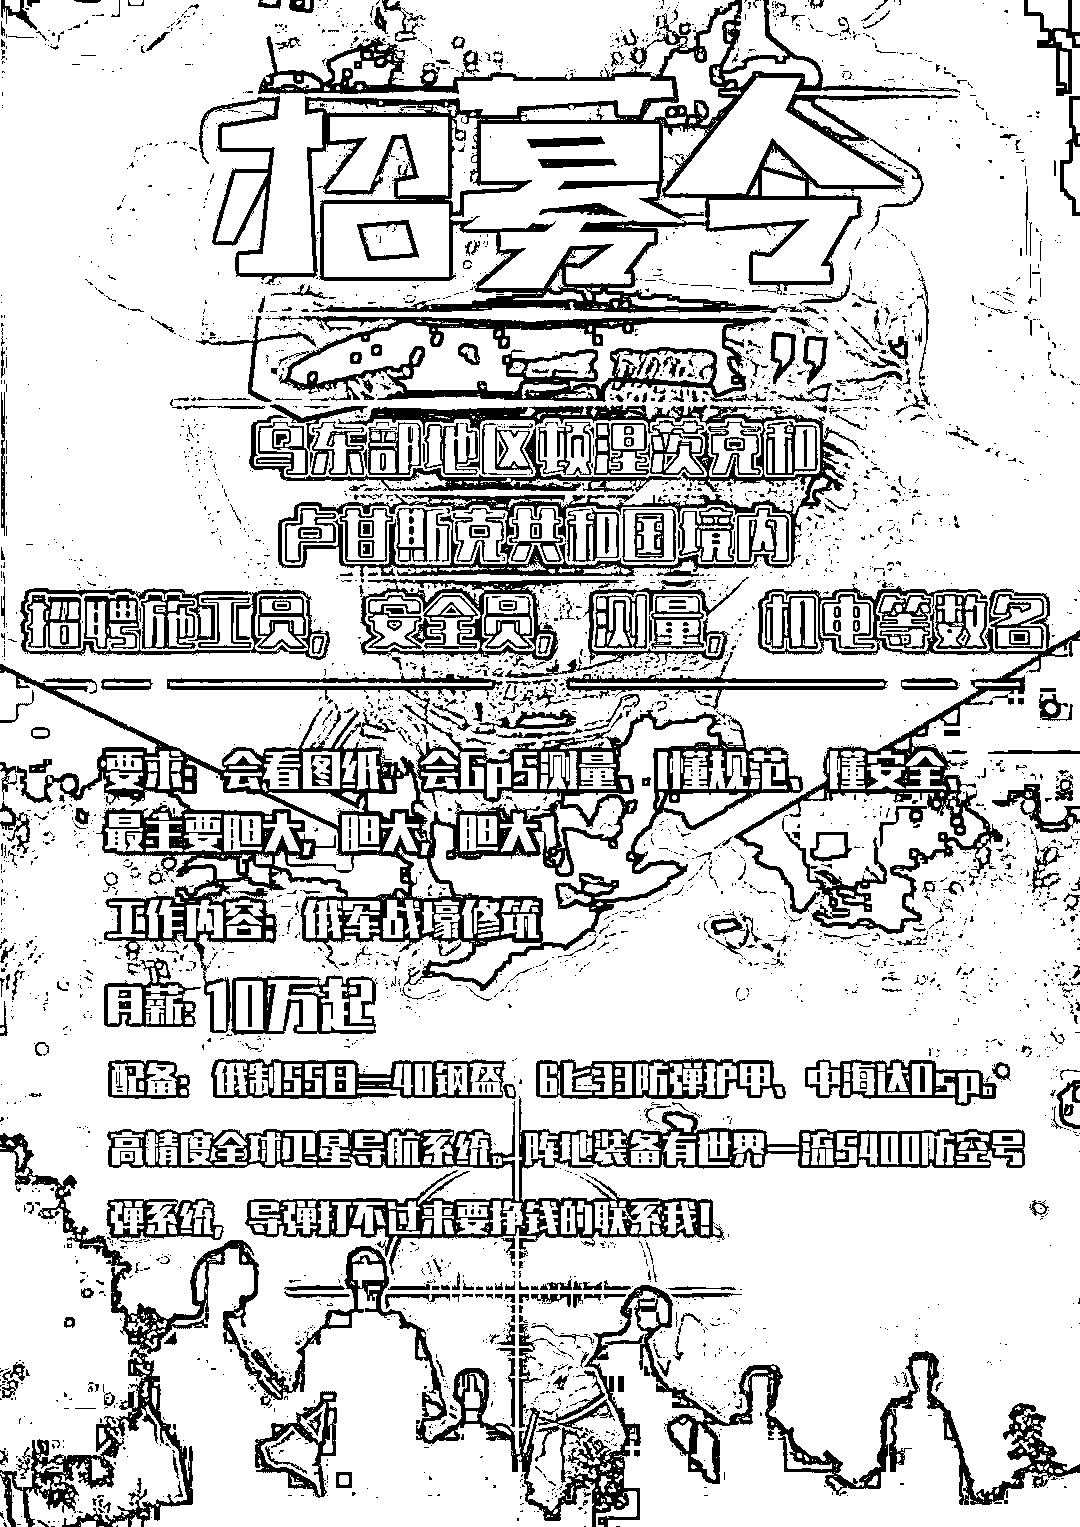 招募令
”
乌东部地区顿涅茨克和
卢甘斯克共和国境内
招聘施工员，安全员，测量，机电等数名
要求：会看图纸、会GpS测量、懂规范、懂安全、
最主要胆大，胆大，胆大！
工作内容：俄军战壕修筑
月薪：10万起
配备：俄制SSB—40钢盔、6匕33防弹护甲、中海达Osp。
高精度全球卫星导航系统。阵地装备有世界一流S400防空号
弹系统，导弹打不过来要挣钱的联系我！